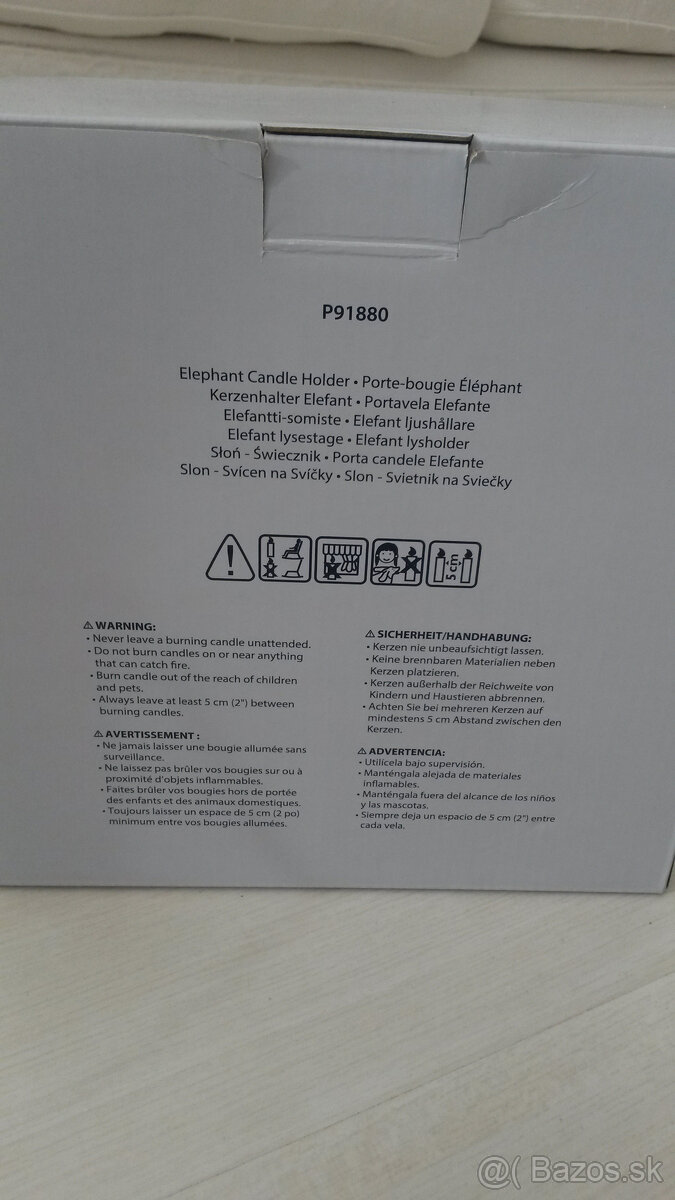 P91880
Elephant Candle Holder • Porte-bougie Éléphant
Kerzenhalter Elefant • Portavela Elefante
Elefantti-somiste • Elefant ljushållare
Elefant lysestage • Elefant lysholder
Słoń - Świecznik • Porta candele Elefante
Slon - Svícen na Svíčky • Slon - Svietnik na Sviečky
5 cm
⚠ WARNING:
• Never leave a burning candle unattended.
• Do not burn candles on or near anything
that can catch fire.
• Burn candle out of the reach of children
and pets.
• Always leave at least 5 cm (2") between
burning candles.
⚠ AVERTISSEMENT :
• Ne jamais laisser une bougie allumée sans
surveillance.
• Ne laissez pas brûler vos bougies sur ou à
proximité d'objets inflammables.
• Faites brûler vos bougies hors de portée
des enfants et des animaux domestiques.
• Toujours laisser un espace de 5 cm (2 po)
minimum entre vos bougies allumées.
⚠ SICHERHEIT/HANDHABUNG:
• Kerzen nie unbeaufsichtigt lassen.
• Keine brennbaren Materialien neben
Kerzen platzieren.
• Kerzen außerhalb der Reichweite von
Kindern und Haustieren abbrennen.
• Achten Sie bei mehreren Kerzen auf
mindestens 5 cm Abstand zwischen den
Kerzen.
⚠ ADVERTENCIA:
• Utilícela bajo supervisión.
• Manténgala alejada de materiales
inflamables.
• Manténgala fuera del alcance de los niños
y las mascotas.
• Siempre deja un espacio de 5 cm (2") entre
cada vela.
@( Bazos.sk